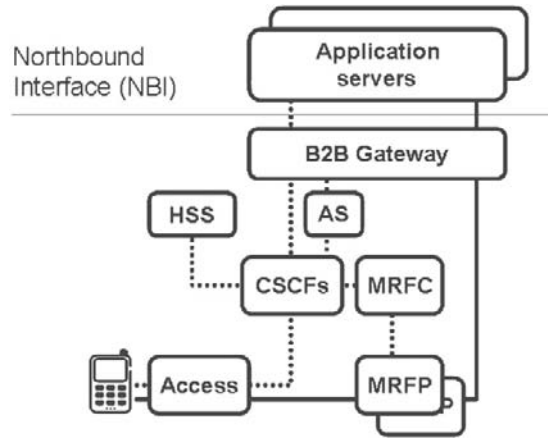 Northbound
Interface (NBI)
Application
servers
B2B Gateway
HSS
AS
CSCFs
MRFC
Access
MRFP
P